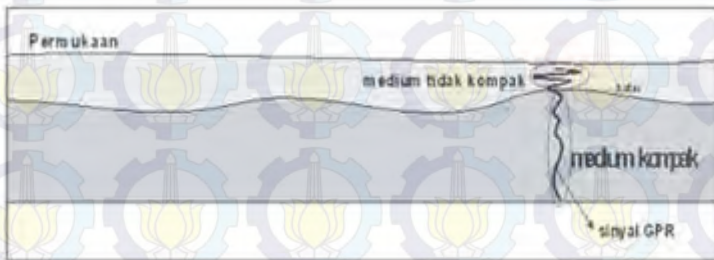 Permukaan
medium tidak kompak
medium kompak
sinyal GPR